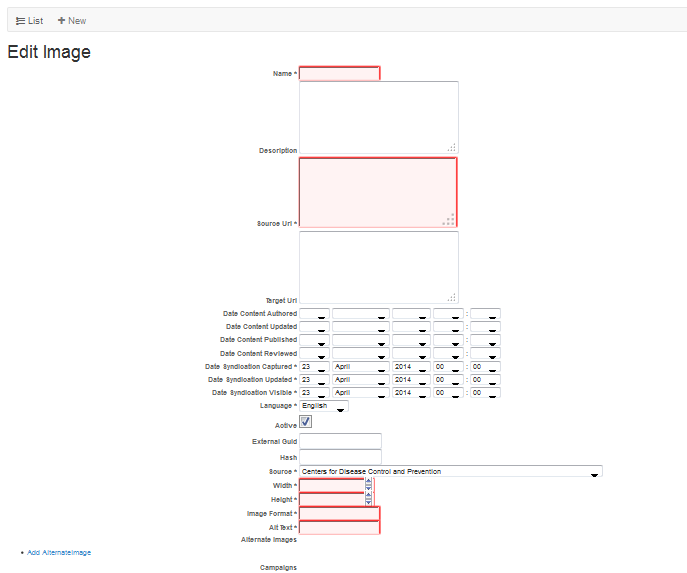 List New
Edit Image
Name *
Description
Source Url *
Target Url
Date Content Authored :
Date Content Updated :
Date Content Published :
Date Content Reviewed :
Date Syndication Captured * 23 April 2014 00 : 00
Date Syndication Updated * 23 April 2014 00 : 00
Date Syndication Visible * 23 April 2014 00 : 00
Language * English
Active
External Guid
Hash
Source * Centers for Disease Control and Prevention
Width *
Height *
Image Format *
Alt Text *
Alternate Images
• Add AlternateImage
Campaigns